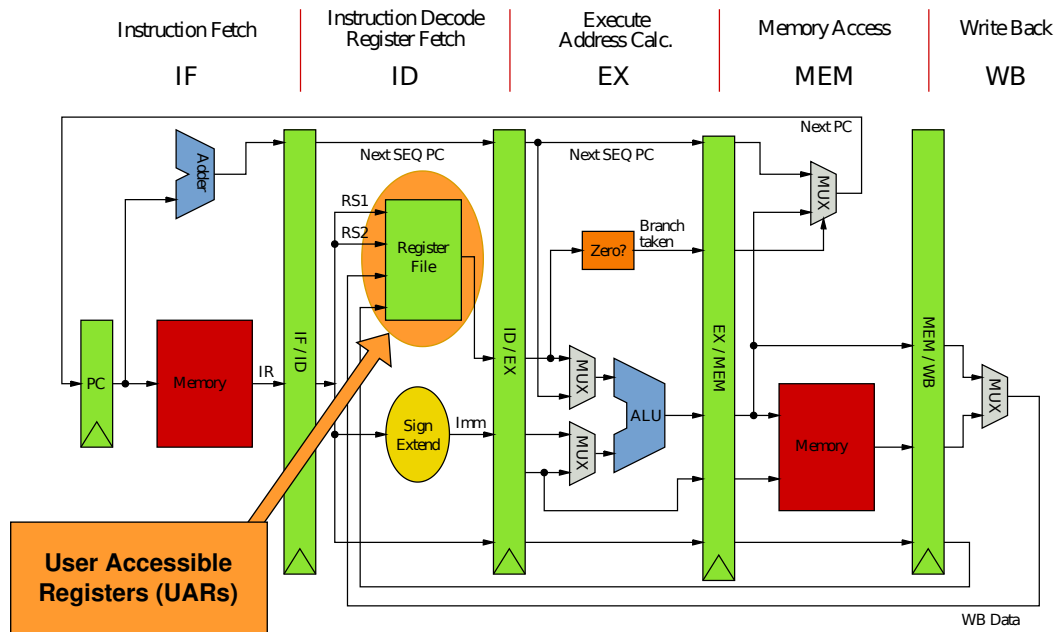 Instruction Fetch
IF
Instruction Decode
Register Fetch
ID
Execute
Address Calc.
EX
Memory Access
MEM
Write Back
WB
Next PC
Adder
Next SEQ PC
Next SEQ PC
MUX
RS1
RS2
Register
File
Branch
taken
Zero?
IF / ID
ID / EX
EX / MEM
MEM / WB
PC
Memory
IR
MUX
ALU
MUX
Sign
Extend
Imm
MUX
Memory
User Accessible
Registers (UARs)
WB Data